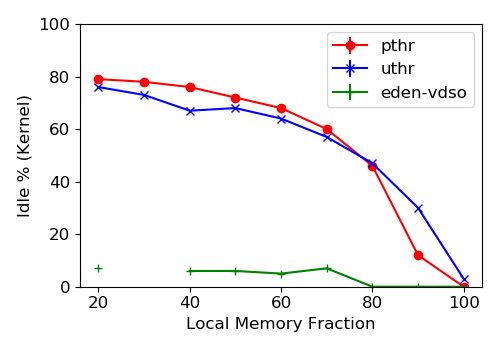 100
80
60
40
20
0
Idle % (Kernel)
pthr
uthr
eden-vdso
20 40 60 80 100
Local Memory Fraction